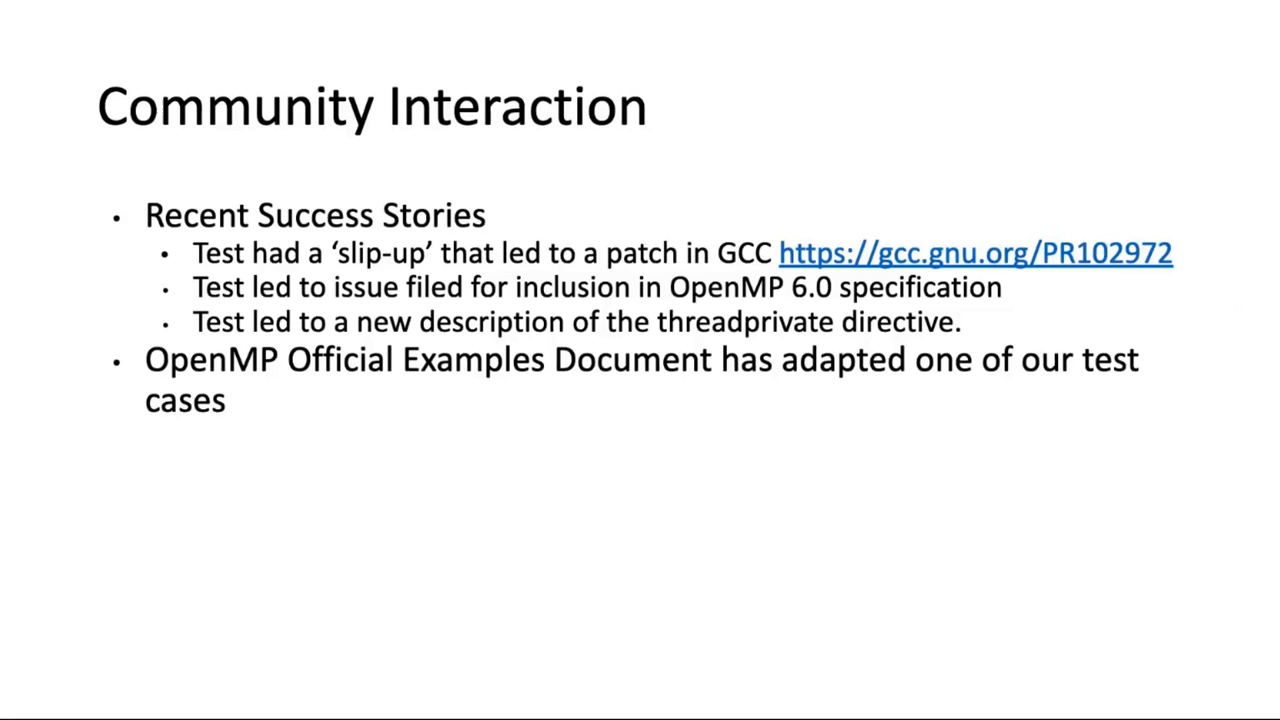 Community Interaction
• Recent Success Stories
• Test had a ‘slip-up’ that led to a patch in GCC https://gcc.gnu.org/PR102972
• Test led to issue filed for inclusion in OpenMP 6.0 specification
• Test led to a new description of the threadprivate directive.
• OpenMP Official Examples Document has adapted one of our test
cases